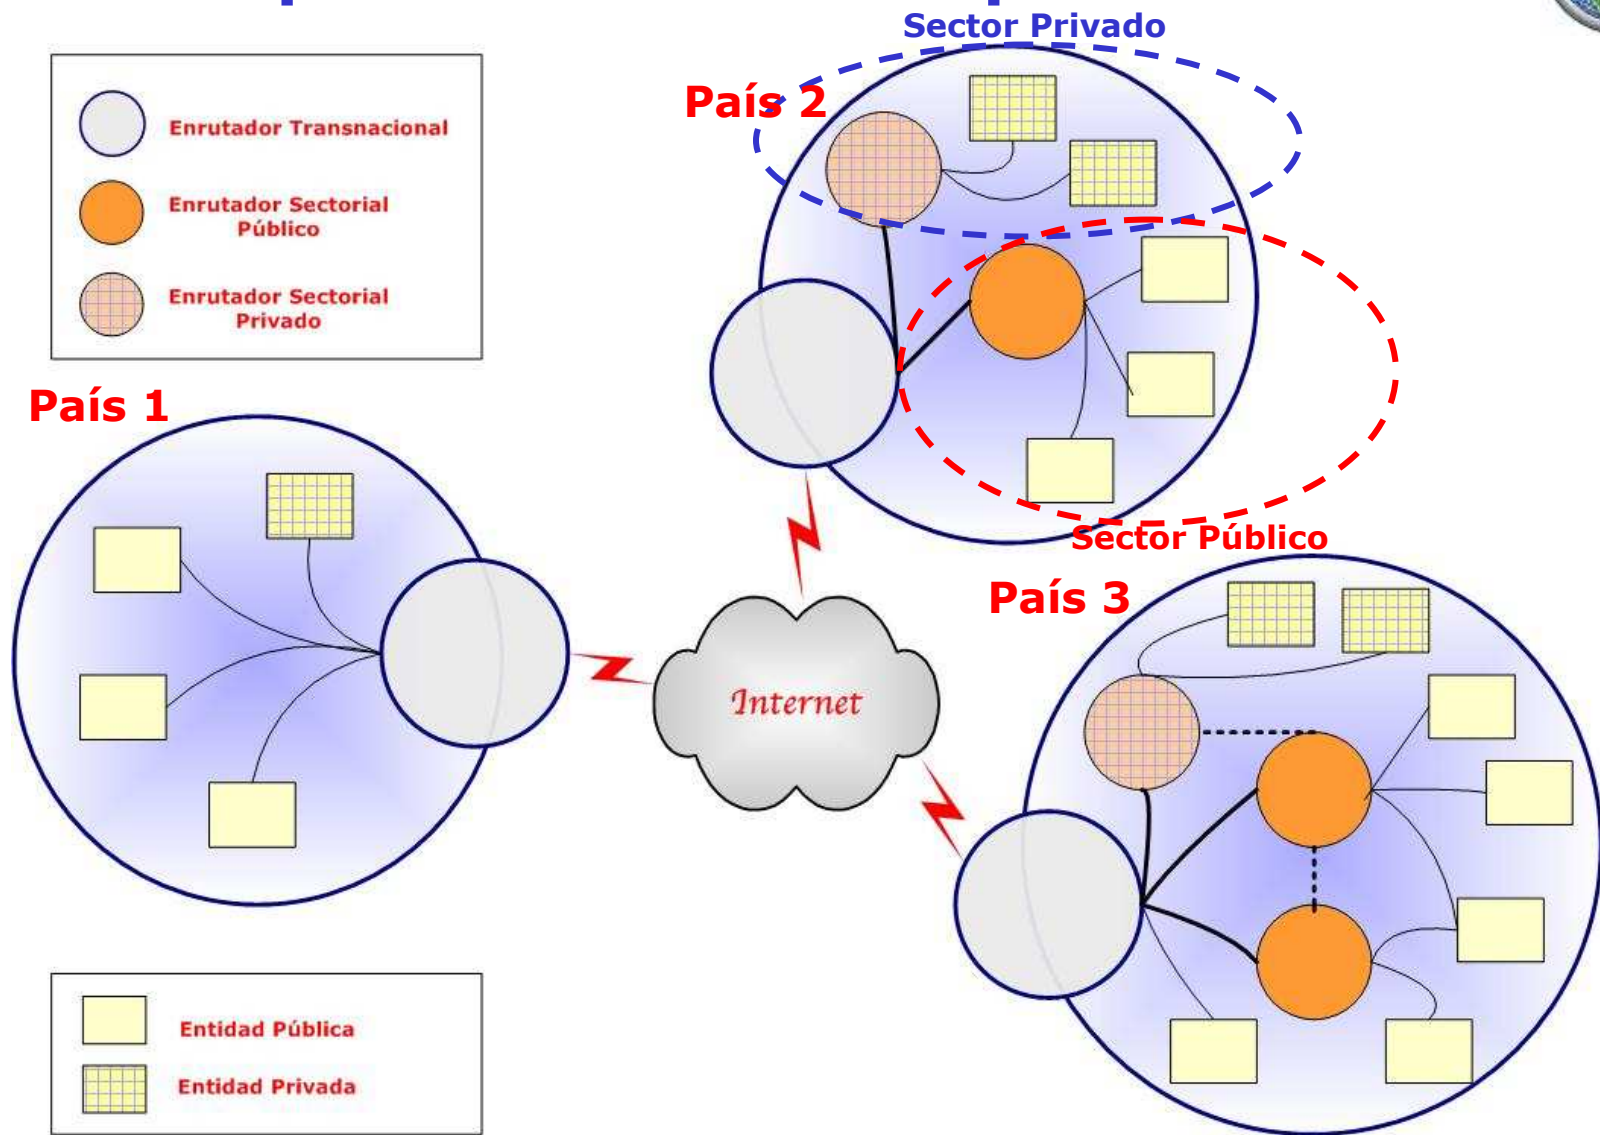 Sector Privado
País 2
Enrutador Transnacional
Enrutador Sectorial
Público
Enrutador Sectorial
Privado
País 1
Sector Público
País 3
Internet
Entidad Pública
Entidad Privada